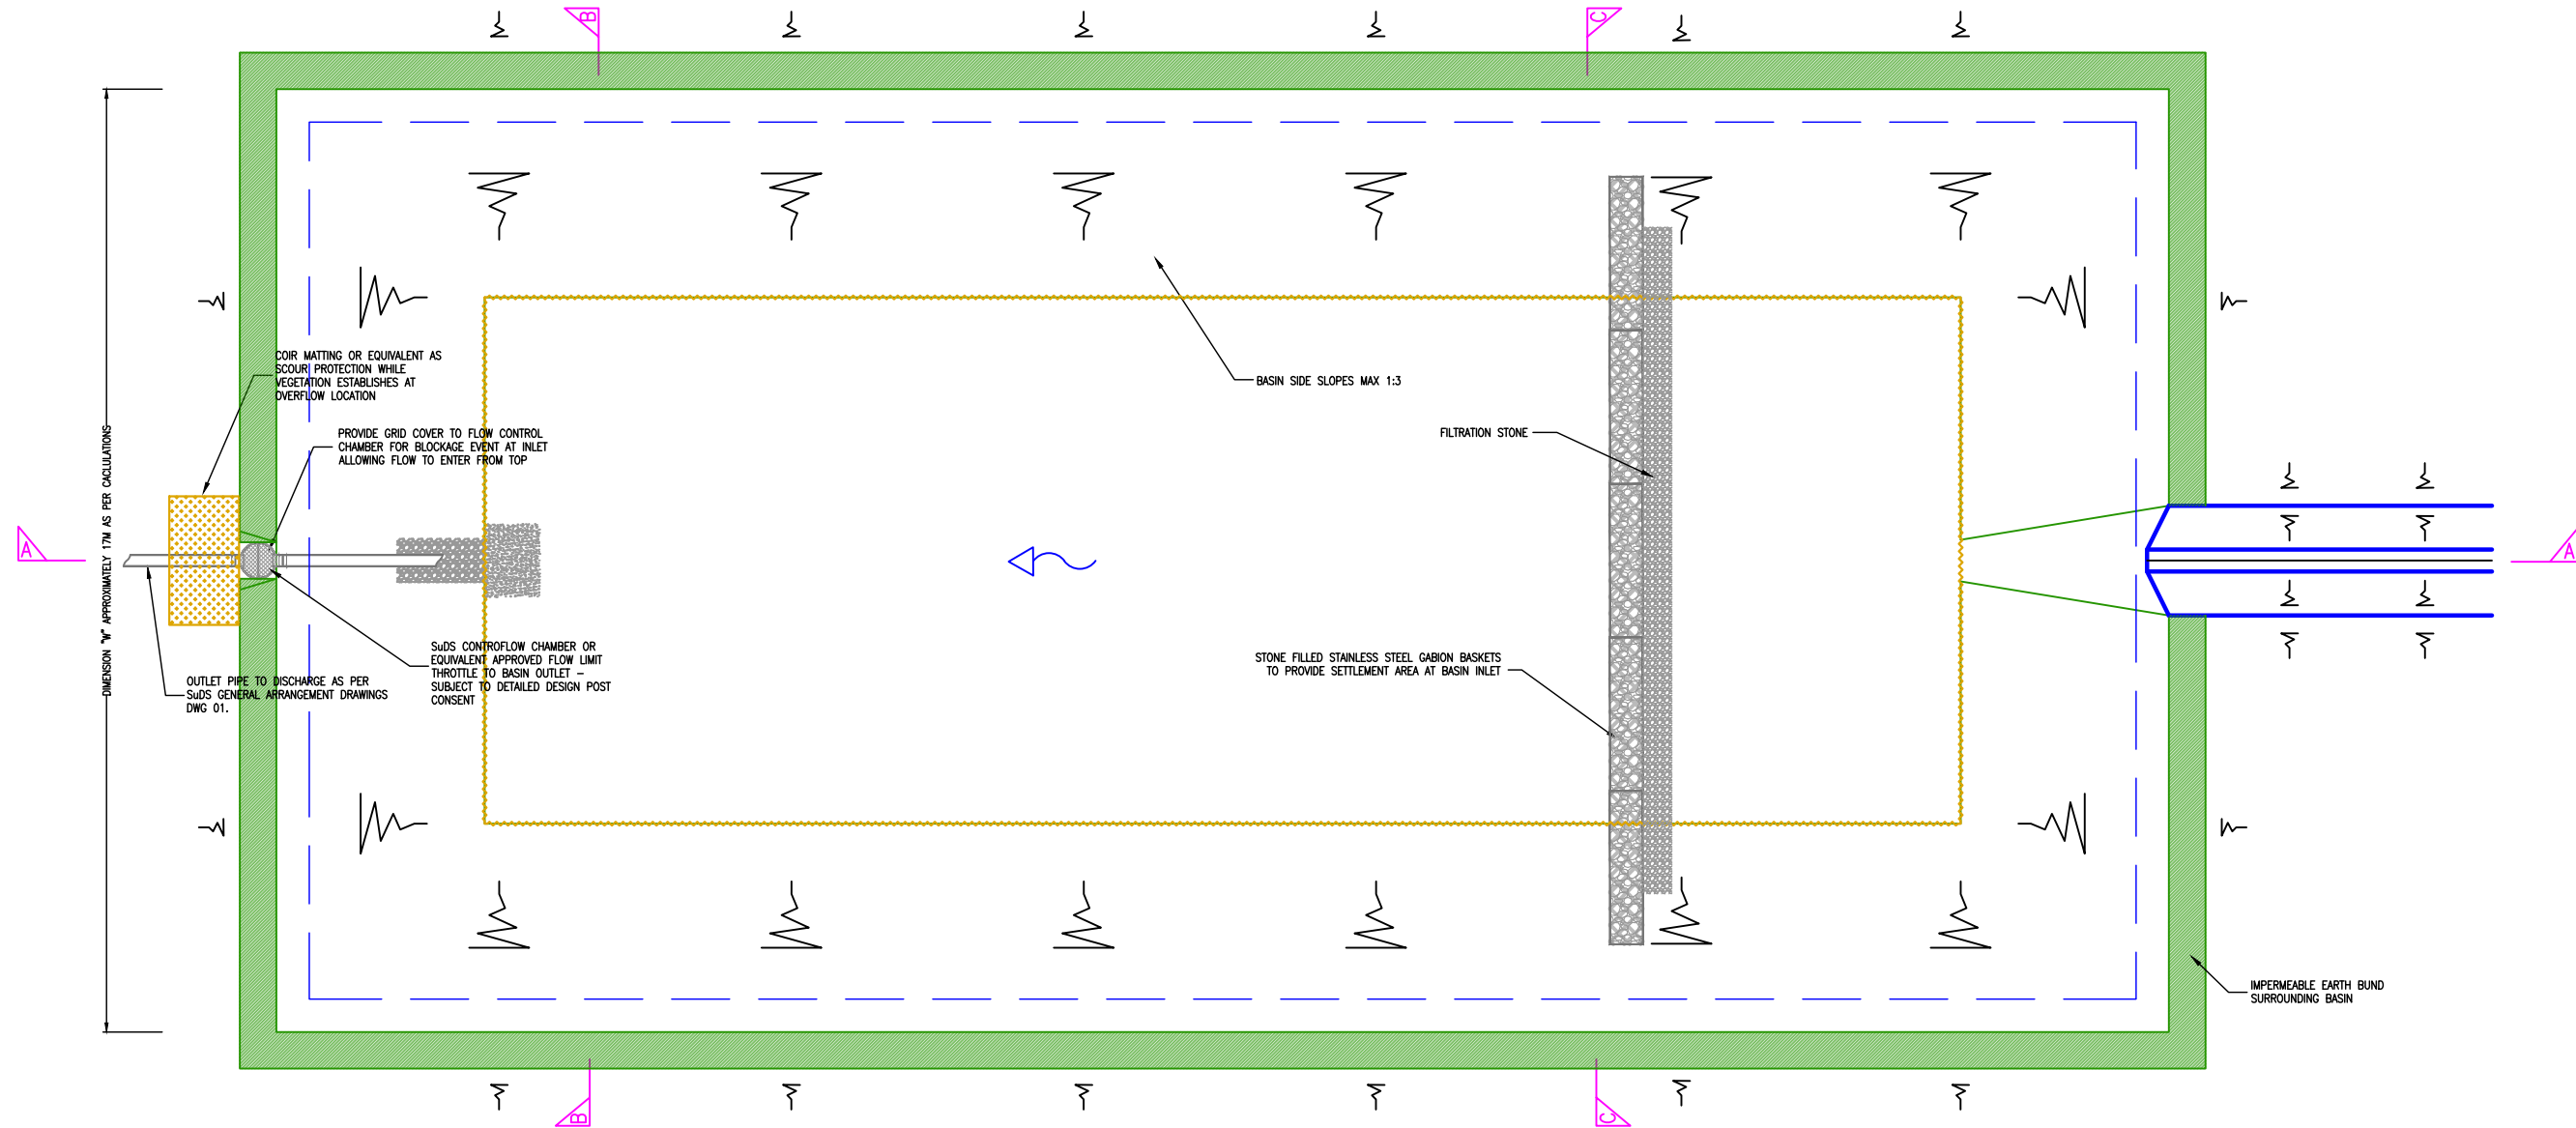 B
C
COIR MATTING OR EQUIVALENT AS
SCOUR PROTECTION WHILE
VEGETATION ESTABLISHES AT
OVERFLOW LOCATION
PROVIDE GRID COVER TO FLOW CONTROL
CHAMBER FOR BLOCKAGE EVENT AT INLET
ALLOWING FLOW TO ENTER FROM TOP
BASIN SIDE SLOPES MAX 1:3
FILTRATION STONE
DIMENSION "W" APPROXIMATELY 17M AS PER CACLULATIONS
A
A
SuDS CONTROFLOW CHAMBER OR
EQUIVALENT APPROVED FLOW LIMIT
THROTTLE TO BASIN OUTLET –
SUBJECT TO DETAILED DESIGN POST
CONSENT
OUTLET PIPE TO DISCHARGE AS PER
SuDS GENERAL ARRANGEMENT DRAWINGS
DWG 01.
STONE FILLED STAINLESS STEEL GABION BASKETS
TO PROVIDE SETTLEMENT AREA AT BASIN INLET
IMPERMEABLE EARTH BUND
SURROUNDING BASIN
B
C